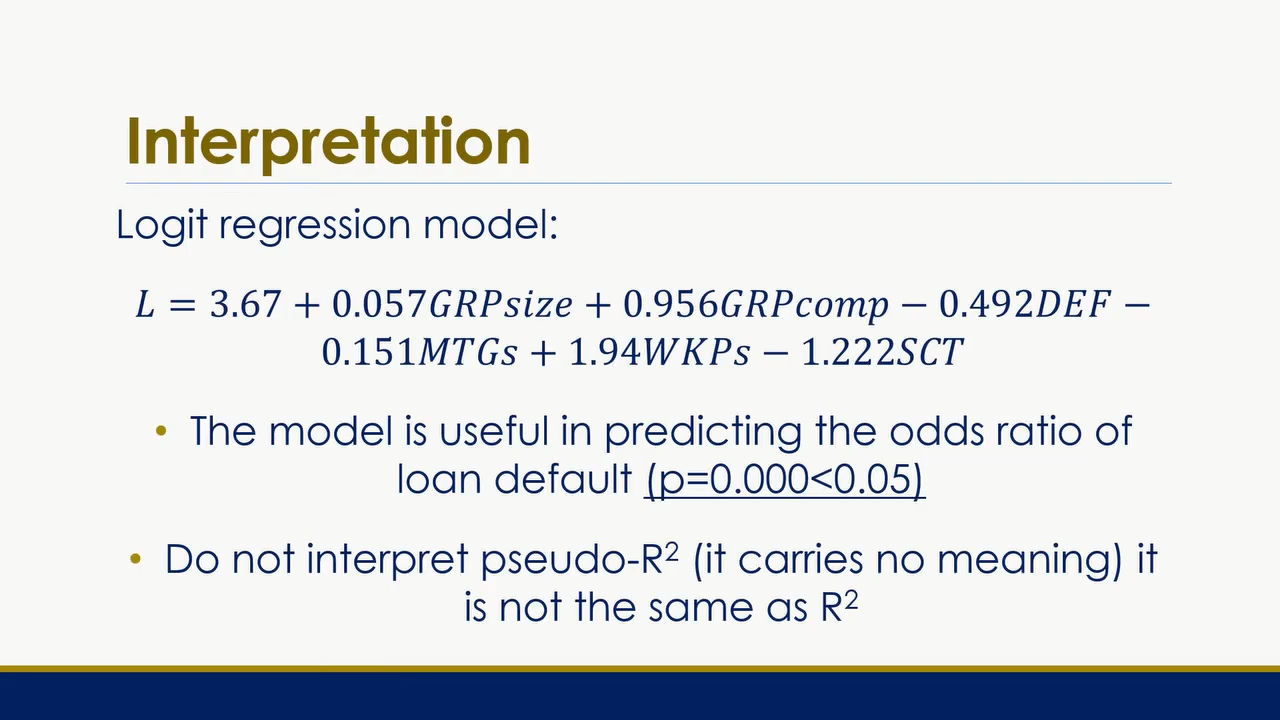 Interpretation
Logit regression model:
L = 3.67 + 0.057GRPsize + 0.956GRPcomp − 0.492DEF −
0.151MTGs + 1.94WKPs − 1.222SCT
• The model is useful in predicting the odds ratio of
loan default (p=0.000<0.05)
• Do not interpret pseudo-R² (it carries no meaning) it
is not the same as R²